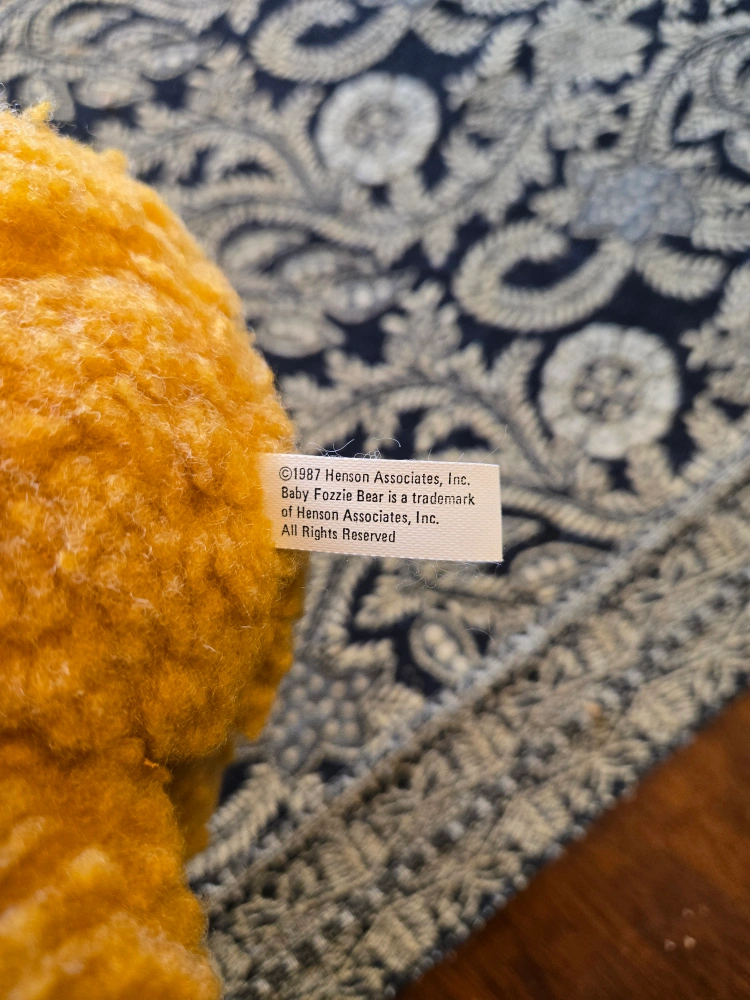 ©1987 Henson Associates, Inc.
Baby Fozzie Bear is a trademark
of Henson Associates, Inc.
All Rights Reserved